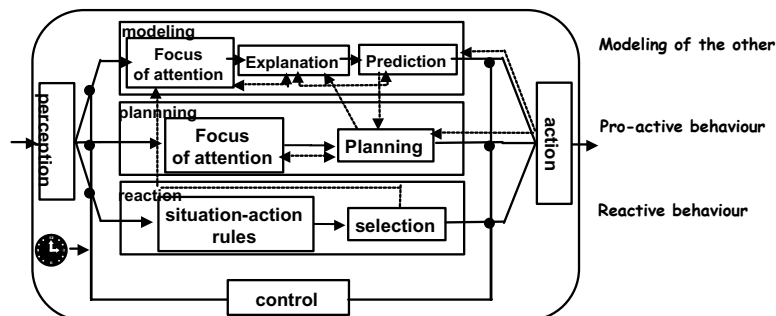 modeling
Focus
of attention
Explanation
Prediction
Modeling of the other
perception
plannning
Focus
of attention
Planning
action
Pro-active behaviour
reaction
situation-action
rules
selection
Reactive behaviour
control